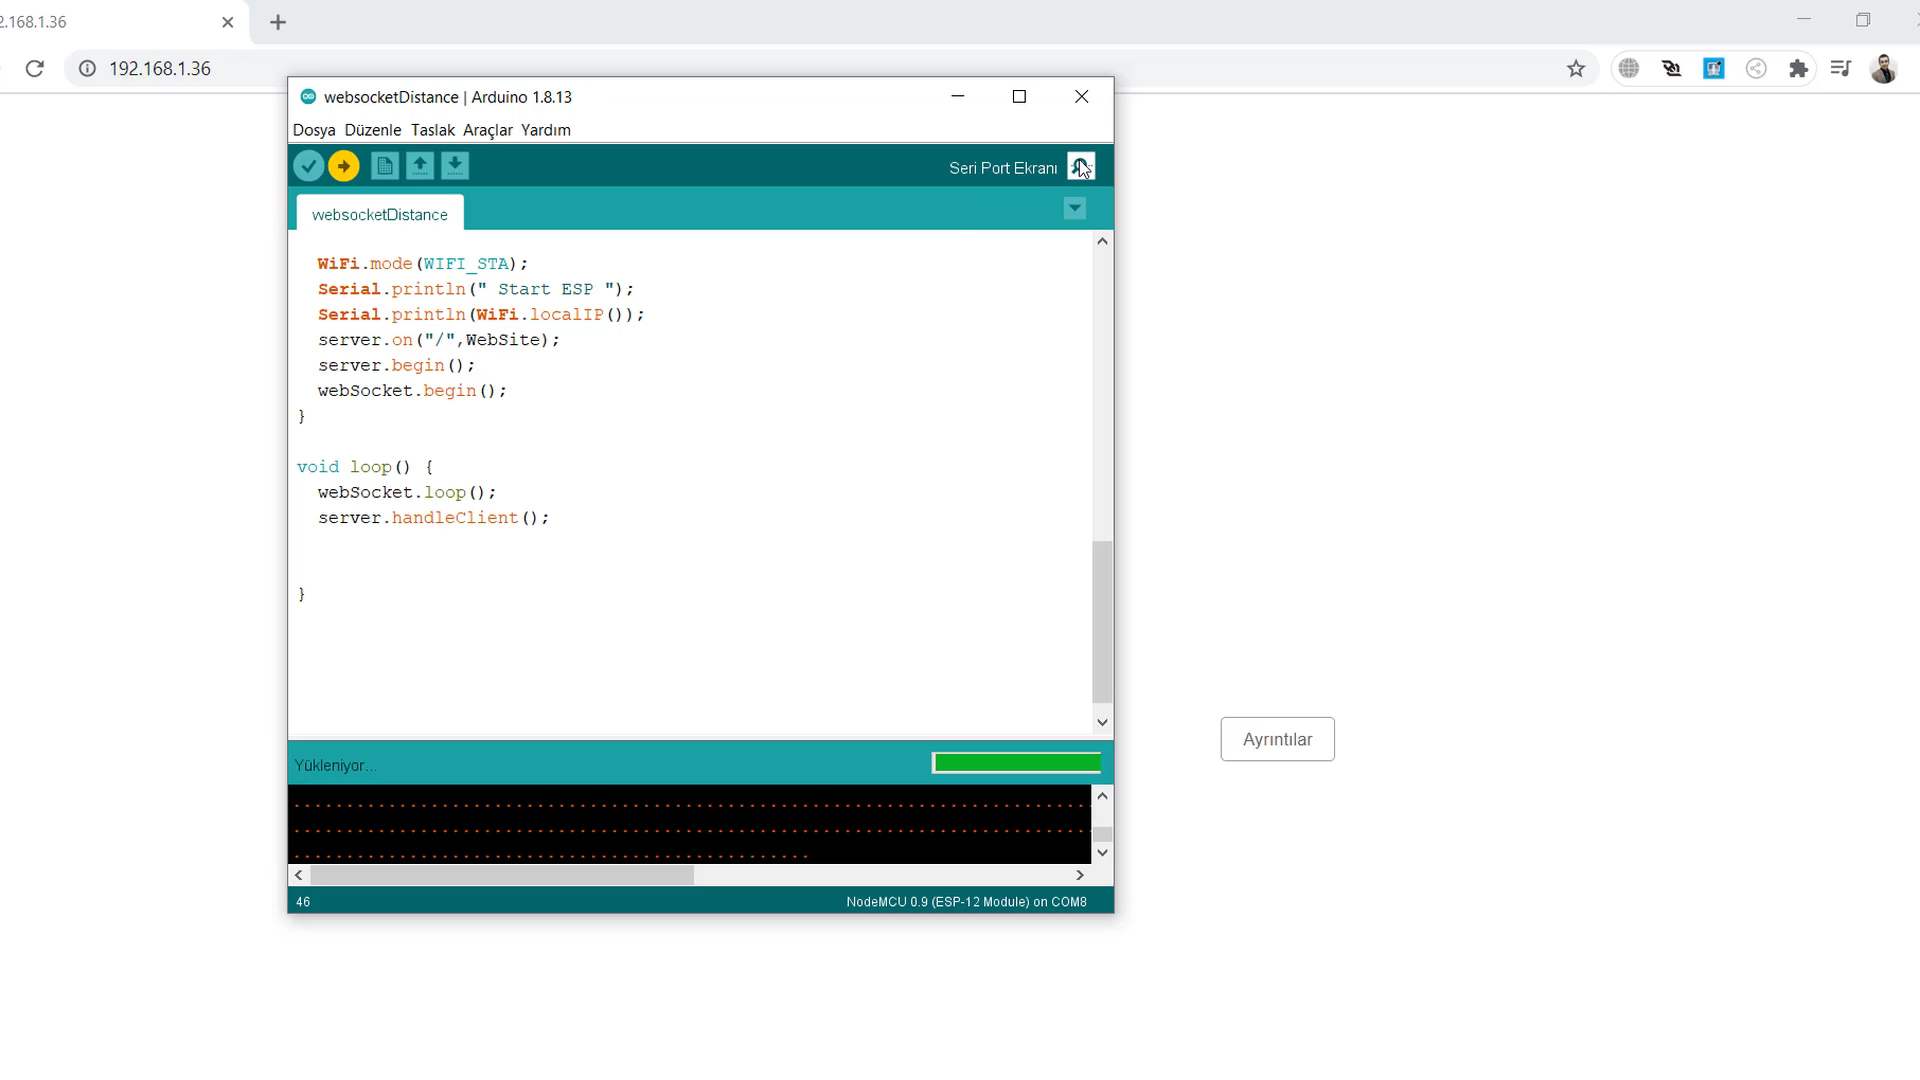 2.168.1.36
192.168.1.36
websocketDistance | Arduino 1.8.13
Dosya Düzenle Taslak Araçlar Yardım
Seri Port Ekranı
websocketDistance
WiFi.mode(WIFI_STA);
Serial.println(" Start ESP ");
Serial.println(WiFi.localIP());
server.on("/",WebSite);
server.begin();
webSocket.begin();
}
void loop() {
webSocket.loop();
server.handleClient();
}
Ayrıntılar
Yükleniyor...
46
NodeMCU 0.9 (ESP-12 Module) on COM8